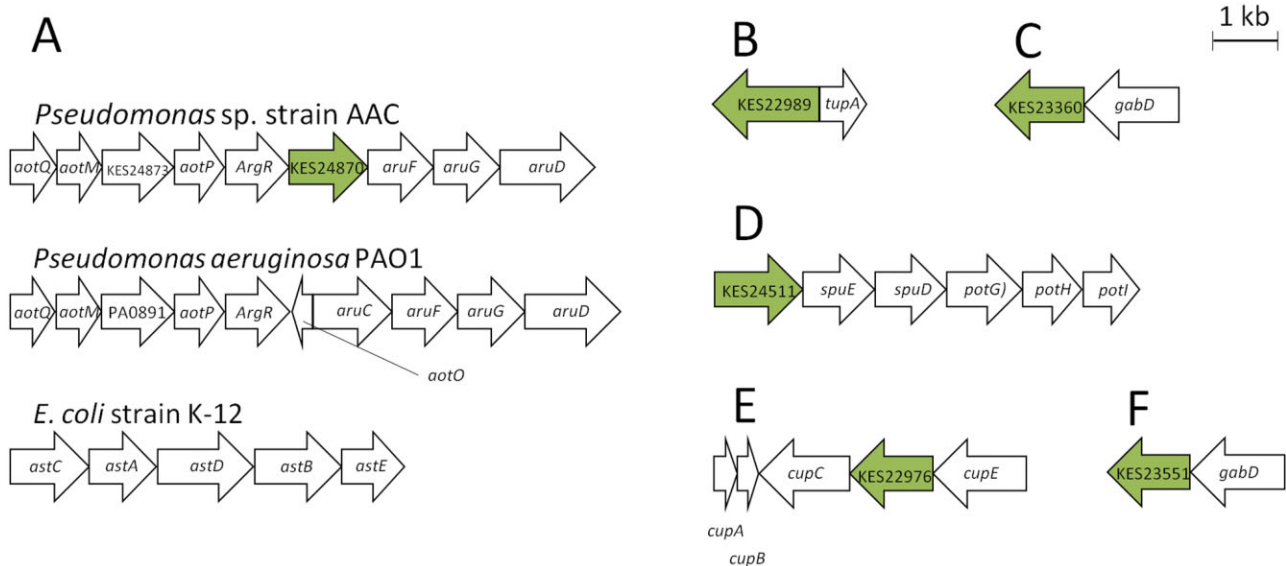 A
Pseudomonas sp. strain AAC
aotQ aotM KES24873 aotP ArgR KES24870 aruF aruG aruD
Pseudomonas aeruginosa PAO1
aotQ aotM PA0891 aotP ArgR aruC aruF aruG aruD
aotO
E. coli strain K-12
astC astA astD astB astE
1 kb
B
KES22989 tupA
C
KES23360 gabD
D
KES24511 spuE spuD potG) potH potI
E
cupC KES22976 cupE
cupA
cupB
F
KES23551 gabD